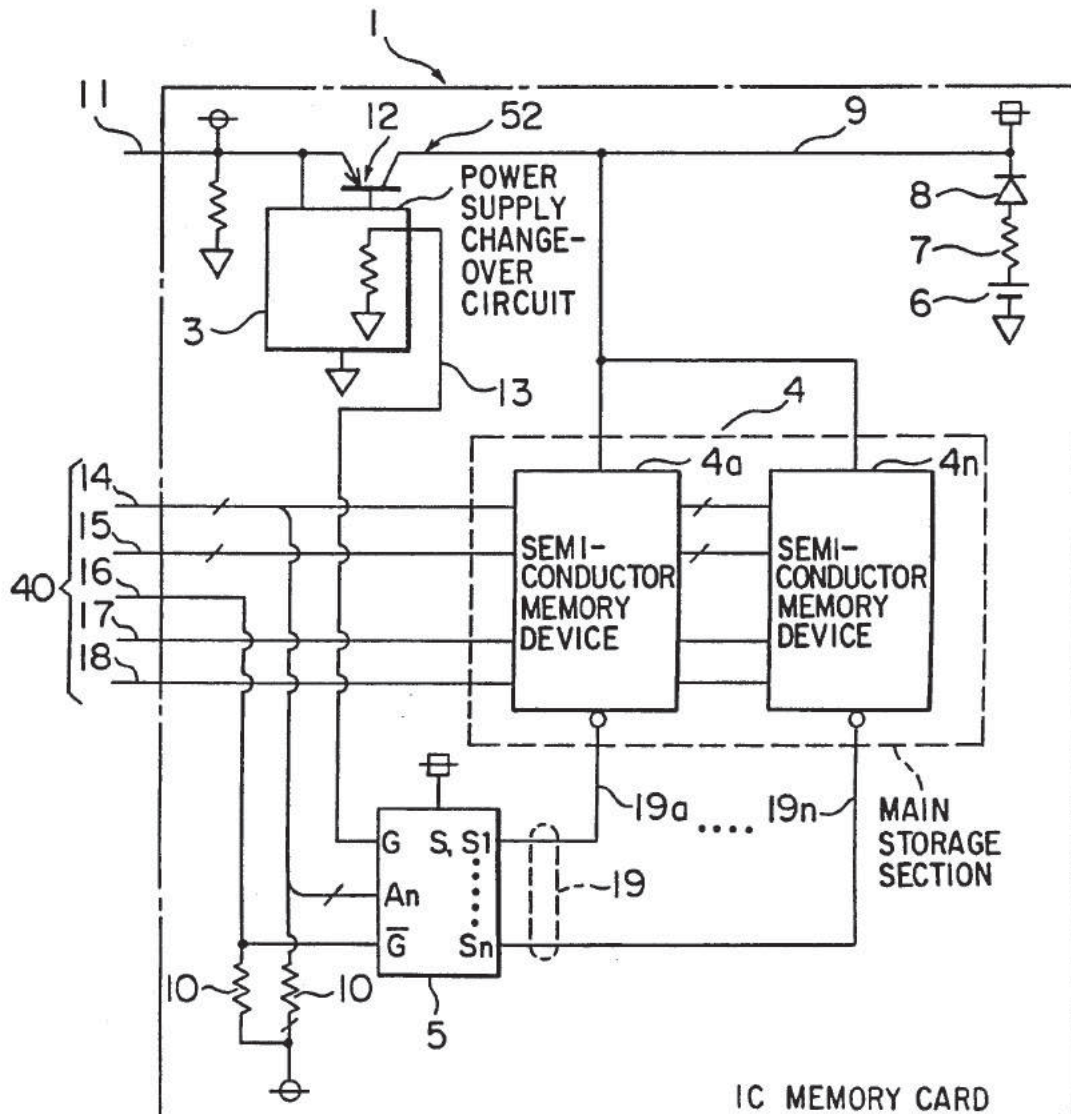 1
11
12
52
9
POWER
SUPPLY
CHANGE-
OVER
CIRCUIT
8
7
6
3
13
4
4a
4n
14
15
16
17
18
40
SEMI-
CONDUCTOR
MEMORY
DEVICE
SEMI-
CONDUCTOR
MEMORY
DEVICE
19a
19n
MAIN
STORAGE
SECTION
G
S, S1
An
G̅
Sn
19
10
10
5
IC MEMORY CARD